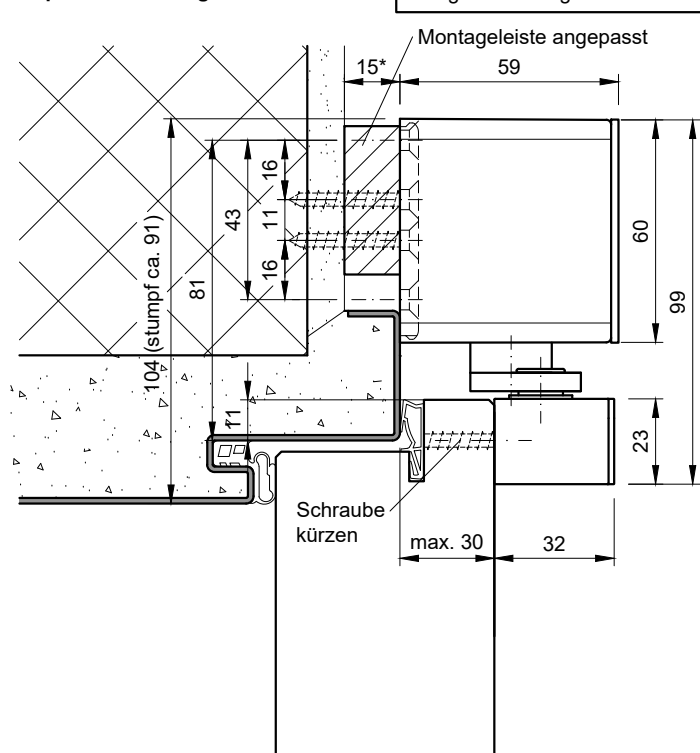 Montageleiste angepasst
15*
59
16
43
11
16
81
104 (stumpf ca. 91)
60
99
11
23
Schraube
kürzen
max. 30
32